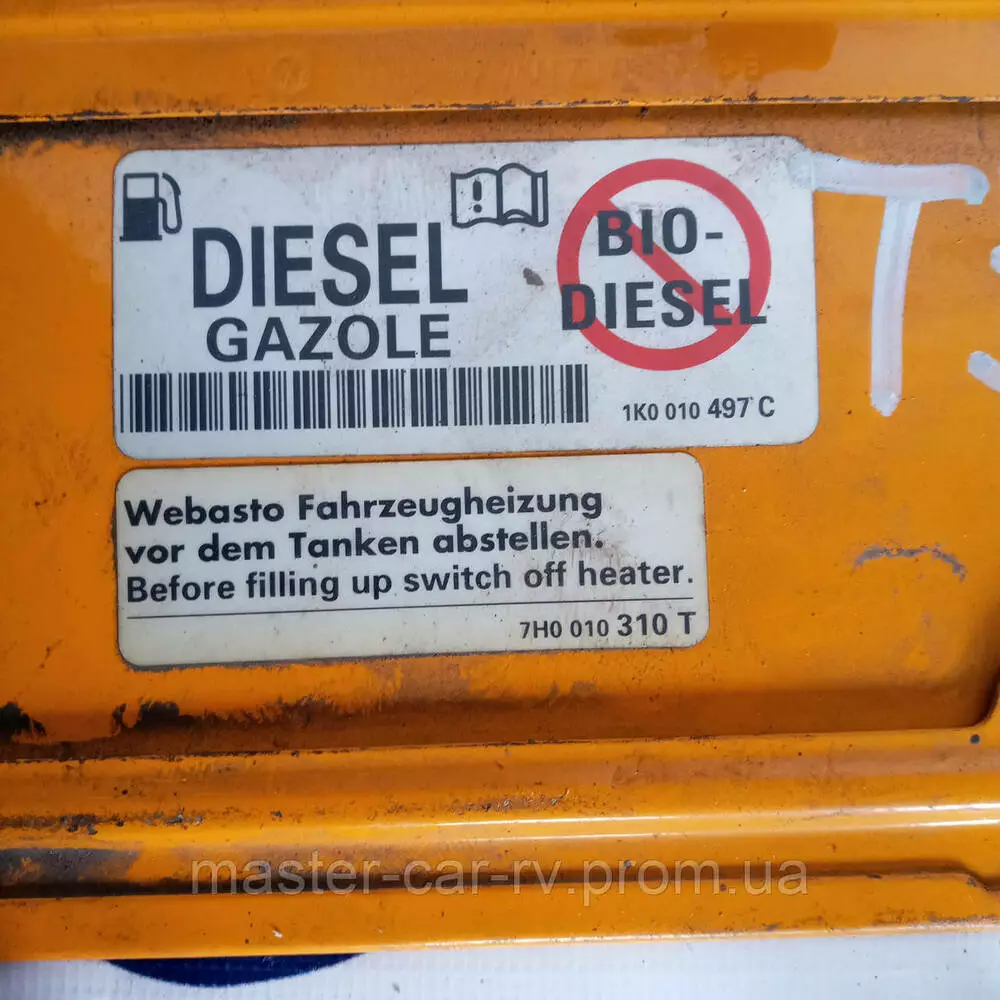 DIESEL
GAZOLE
BIO-
DIESEL
1K0 010 497 C
Webasto Fahrzeugheizung
vor dem Tanken abstellen.
Before filling up switch off heater.
7H0 010 310 T
master-car-rv.prom.ua